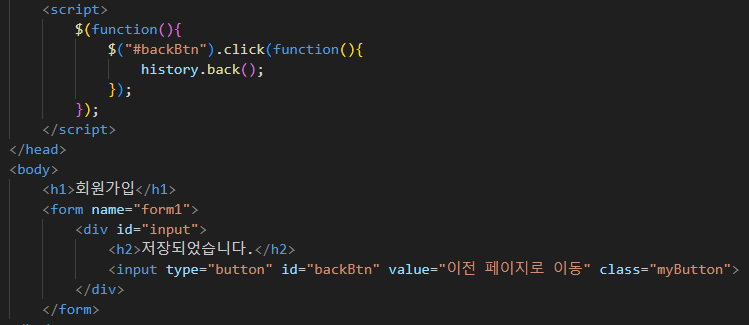 <script>
$(function(){
$("#backBtn").click(function(){
history.back();
});
});
</script>
</head>
<body>
<h1>회원가입</h1>
<form name="form1">
<div id="input">
<h2>저장되었습니다.</h2>
<input type="button" id="backBtn" value="이전 페이지로 이동" class="myButton">
</div>
</form>